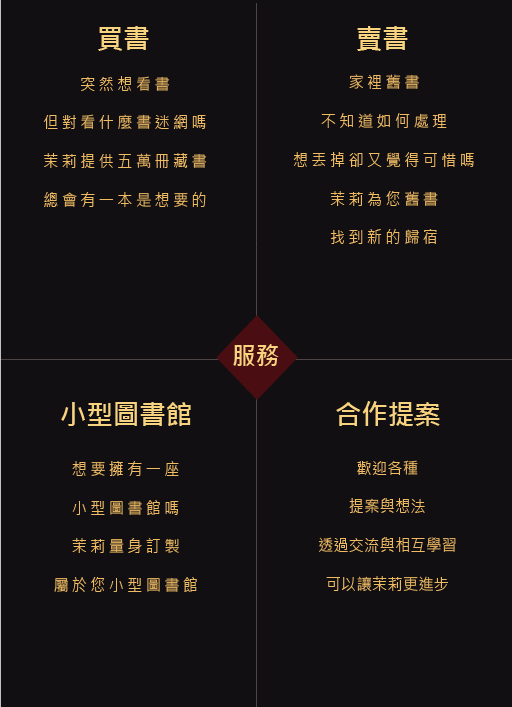 買書
突然想看書
但對看什麼書迷網嗎
茉莉提供五萬冊藏書
總會有一本是想要的
賣書
家裡舊書
不知道如何處理
想丟掉卻又覺得可惜嗎
茉莉為您舊書
找到新的歸宿
服務
小型圖書館
想要擁有一座
小型圖書館嗎
茉莉量身訂製
屬於您小型圖書館
合作提案
歡迎各種
提案與想法
透過交流與相互學習
可以讓茉莉更進步